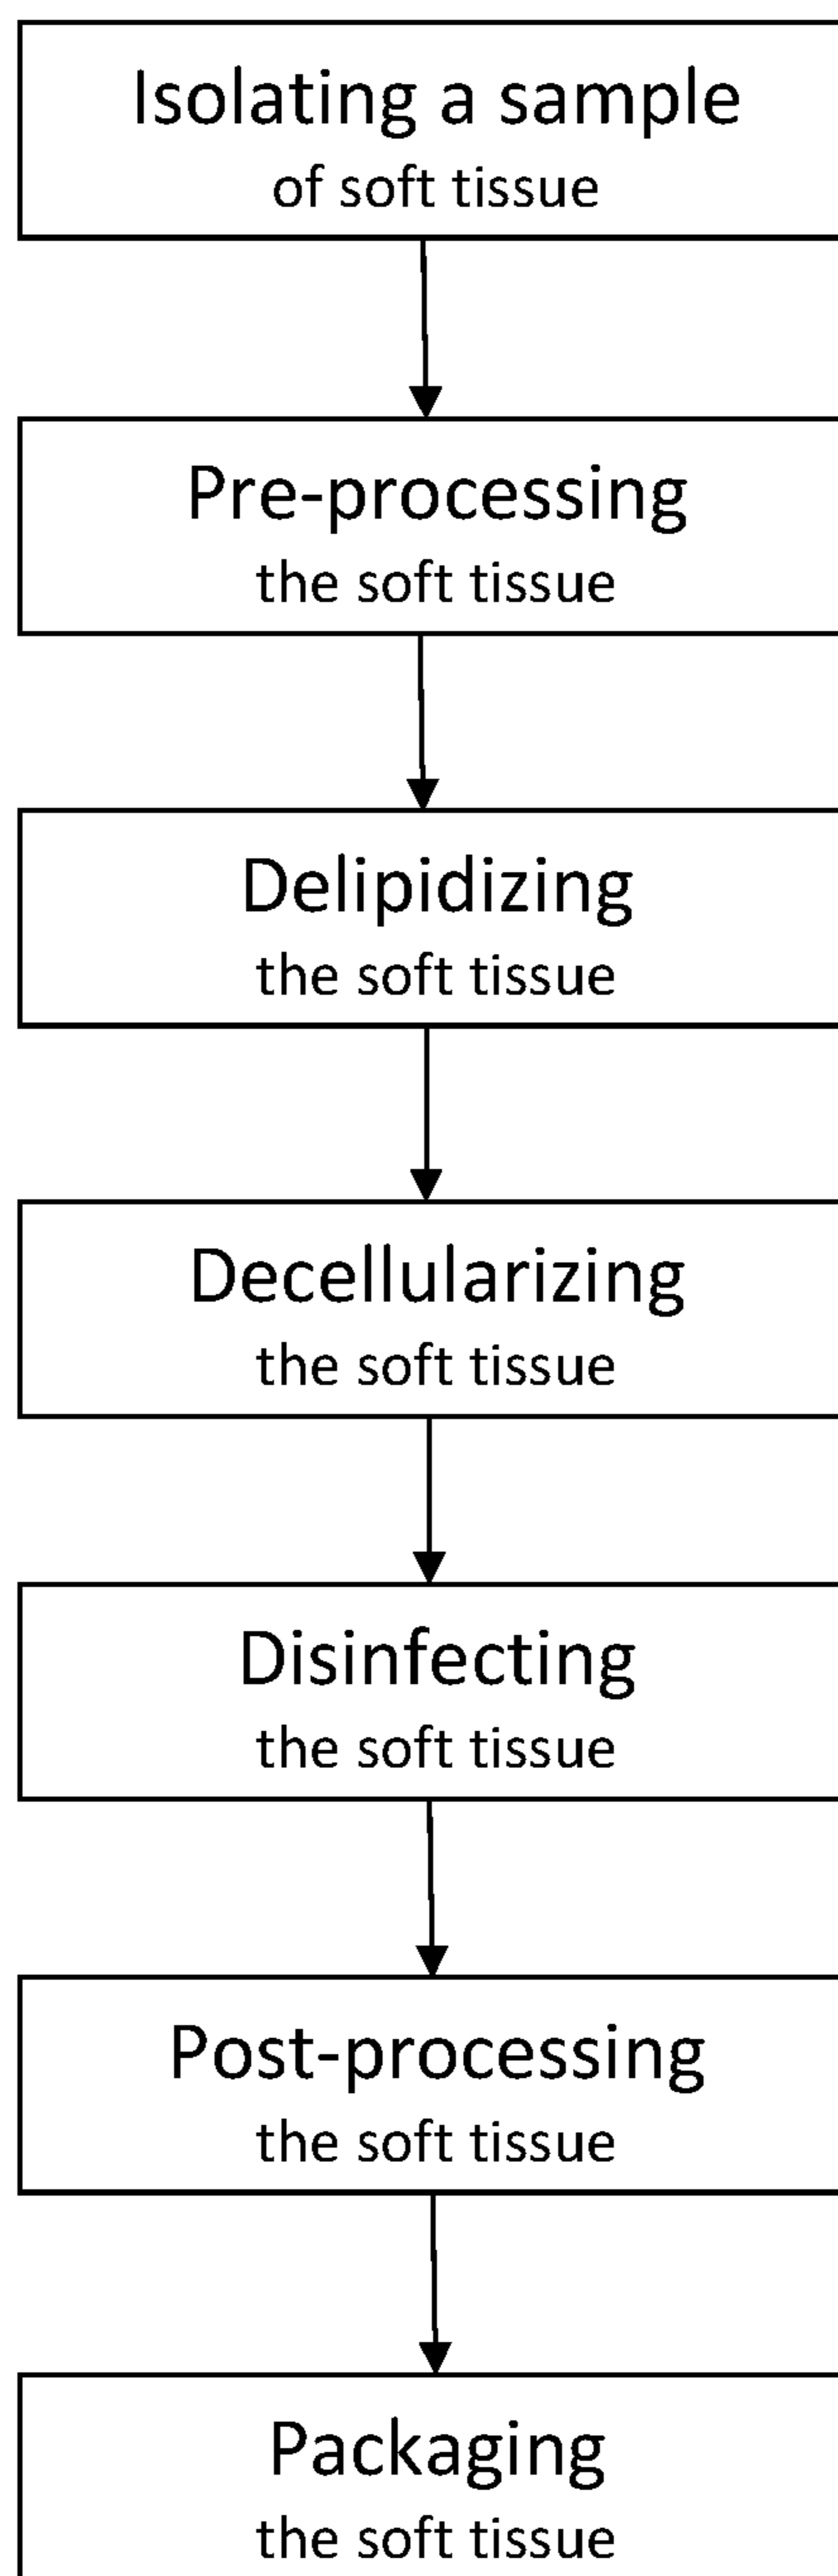 Isolating a sample
of soft tissue
Pre-processing
the soft tissue
Delipidizing
the soft tissue
Decellularizing
the soft tissue
Disinfecting
the soft tissue
Post-processing
the soft tissue
Packaging
the soft tissue